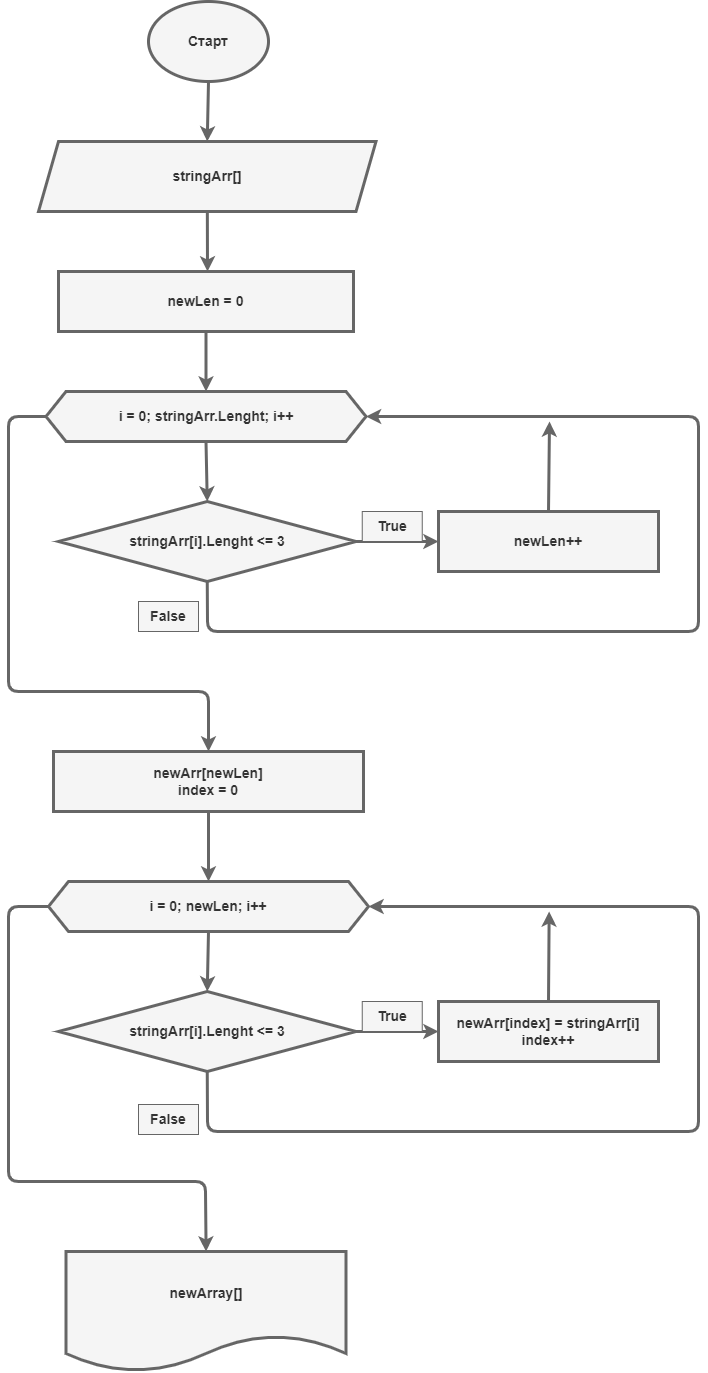 Старт
stringArr[]
newLen = 0
i = 0; stringArr.Lenght; i++
stringArr[i].Lenght <= 3
True
newLen++
False
newArr[newLen]
index = 0
i = 0; newLen; i++
stringArr[i].Lenght <= 3
True
newArr[index] = stringArr[i]
index++
False
newArray[]